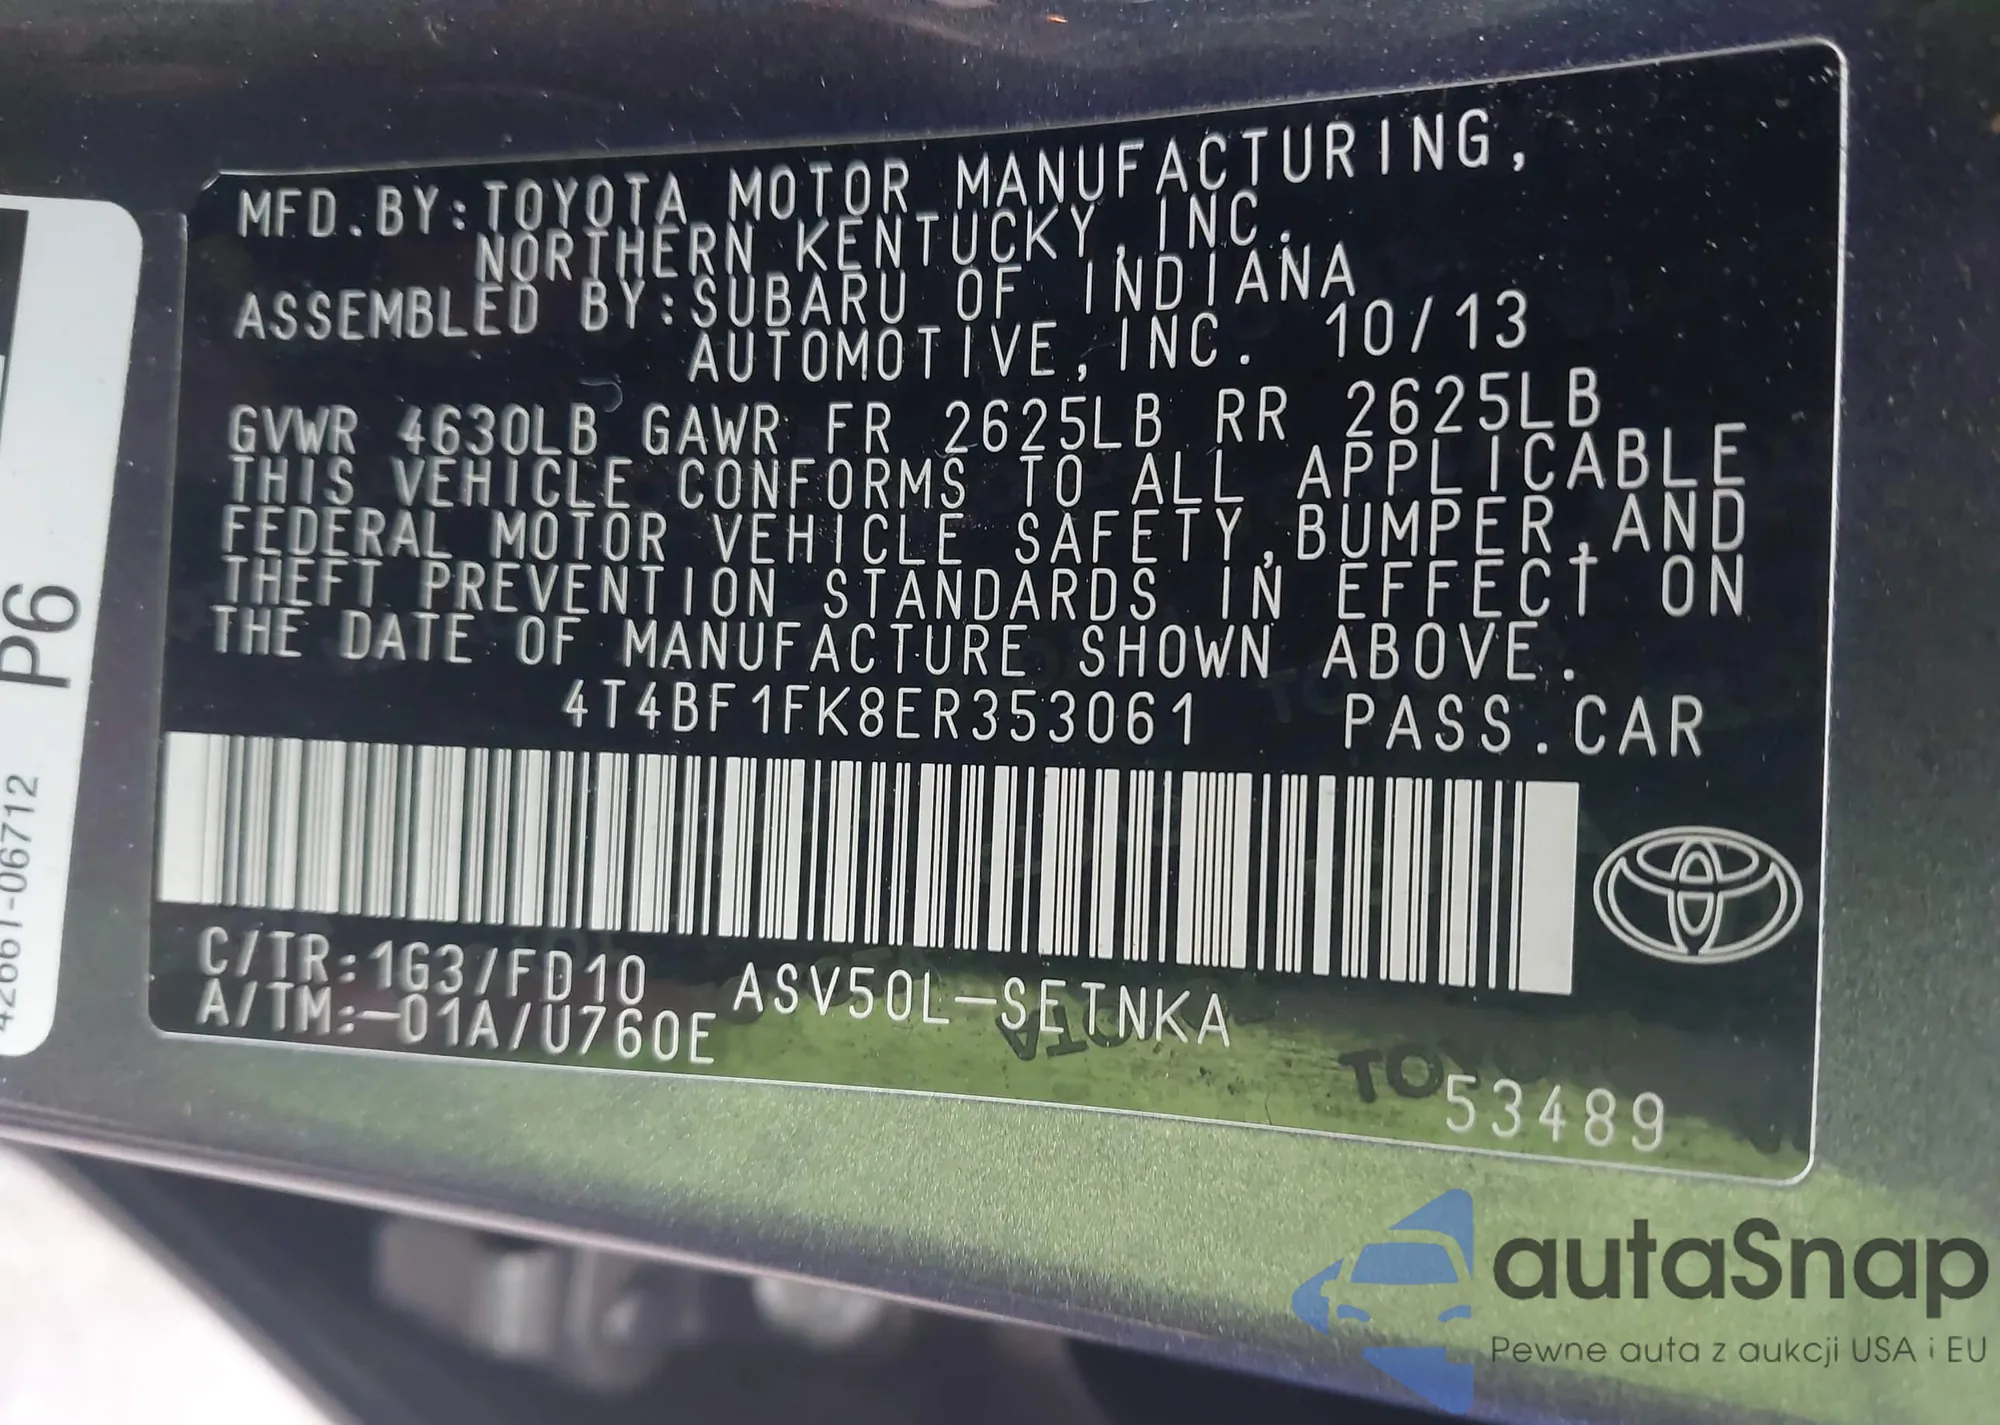 MFD.BY:TOYOTA MOTOR MANUFACTURING,
NORTHERN KENTUCKY,INC.
ASSEMBLED BY:SUBARU OF INDIANA
AUTOMOTIVE,INC. 10/13
GVWR 4630LB GAWR FR 2625LB RR 2625LB
THIS VEHICLE CONFORMS TO ALL APPLICABLE
FEDERAL MOTOR VEHICLE SAFETY,BUMPER,AND
THEFT PREVENTION STANDARDS IN EFFECT ON
THE DATE OF MANUFACTURE SHOWN ABOVE.
4T4BF1FK8ER353061 PASS.CAR
C/TR:1G3/FD10 ASV50L-SETNKA
A/TM:-01A/U760E
53489
P6
42661-06712
autaSnap
Pewne auta z aukcji USA i EU